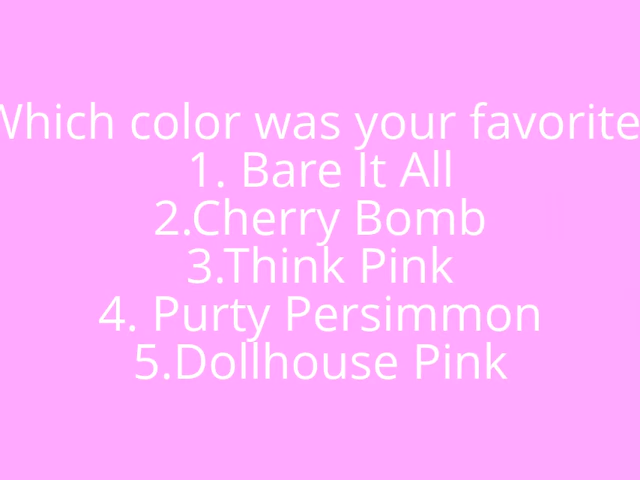 Which color was your favorite
1. Bare It All
2.Cherry Bomb
3.Think Pink
4. Purty Persimmon
5.Dollhouse Pink